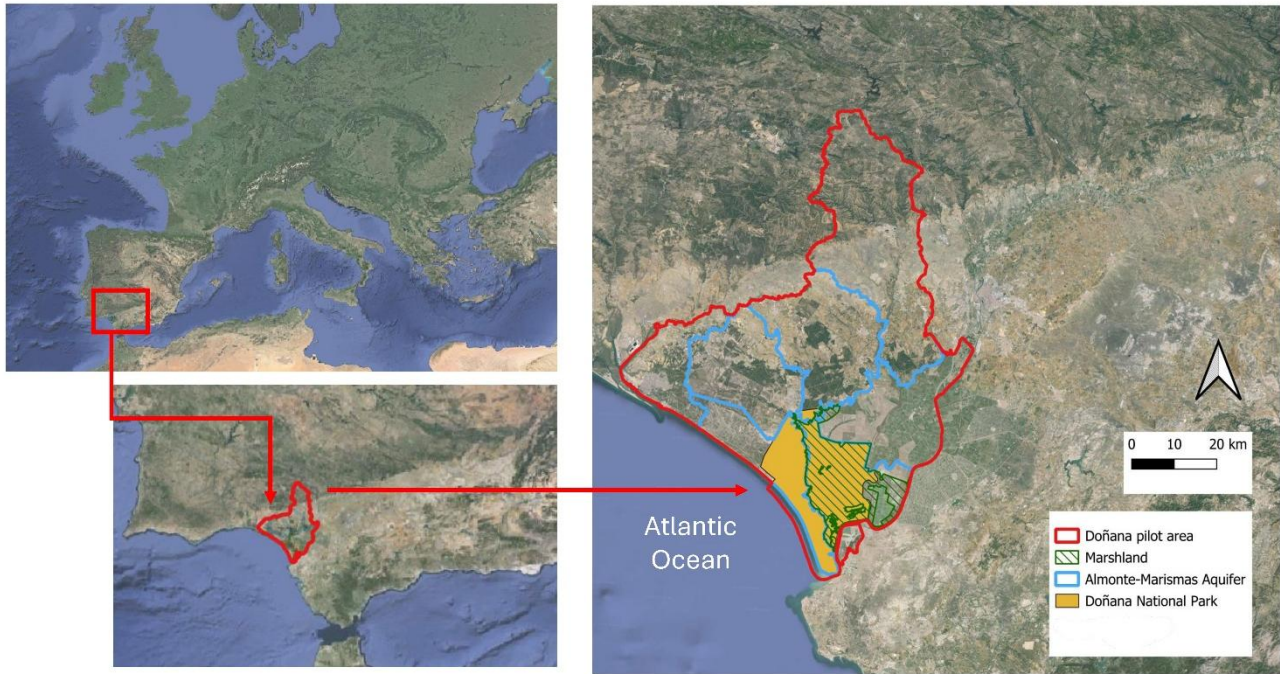 Atlantic
Ocean
0 10 20 km
Doñana pilot area
Marshland
Almonte-Marismas Aquifer
Doñana National Park